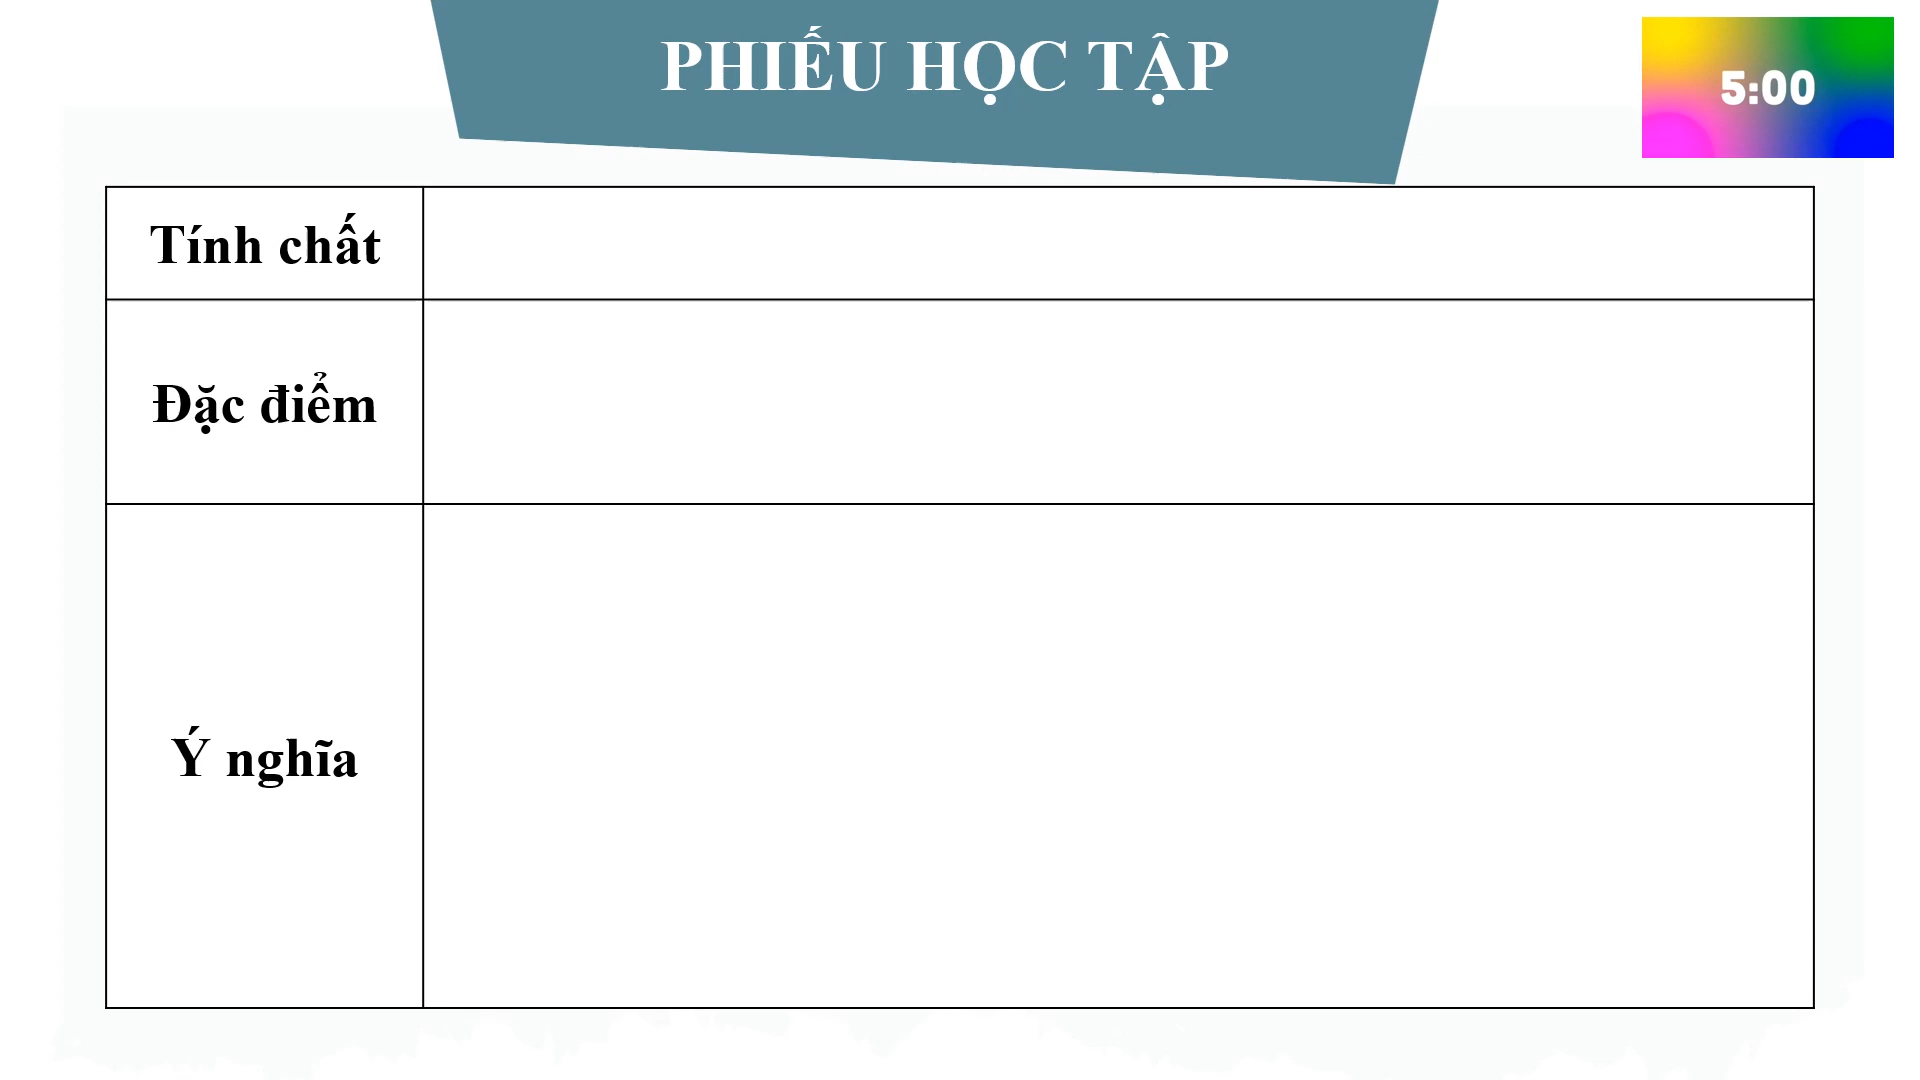 PHIẾU HỌC TẬP
5:00
Tính chất
Đặc điểm
Ý nghĩa